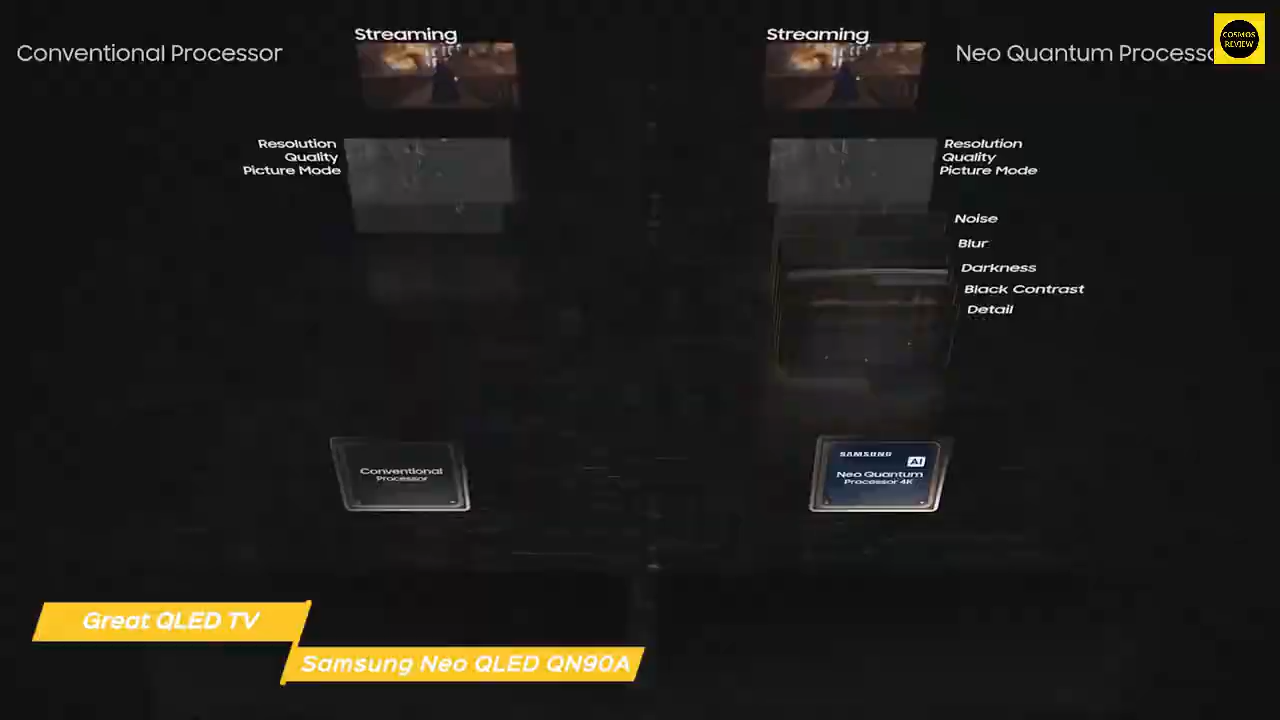 Conventional Processor
Streaming
Resolution
Quality
Picture Mode
Conventional
Processor
Streaming
Neo Quantum Processo
COSMOS
REVIEW
Resolution
Quality
Picture Mode
Noise
Blur
Darkness
Black Contrast
Detail
SAMSUNG
AI
Neo Quantum
Processor 4K
Great QLED TV
Samsung Neo QLED QN90A